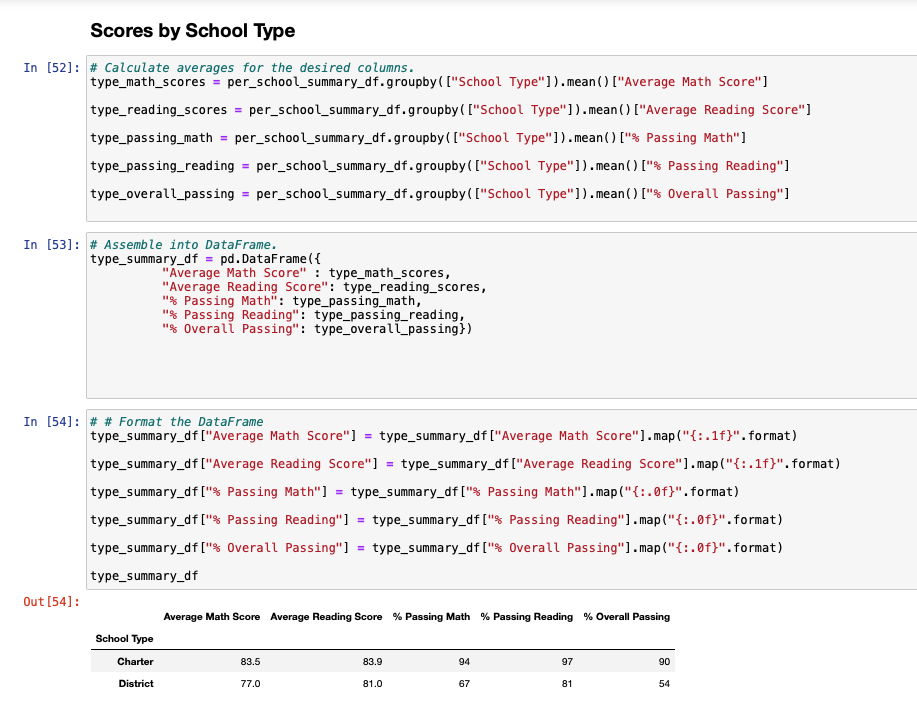 Scores by School Type
In [52]: # Calculate averages for the desired columns.
type_math_scores = per_school_summary_df.groupby(["School Type"]).mean()["Average Math Score"]
type_reading_scores = per_school_summary_df.groupby(["School Type"]).mean()["Average Reading Score"]
type_passing_math = per_school_summary_df.groupby(["School Type"]).mean()["% Passing Math"]
type_passing_reading = per_school_summary_df.groupby(["School Type"]).mean()["% Passing Reading"]
type_overall_passing = per_school_summary_df.groupby(["School Type"]).mean()["% Overall Passing"]
In [53]: # Assemble into DataFrame.
type_summary_df = pd.DataFrame({
"Average Math Score" : type_math_scores,
"Average Reading Score": type_reading_scores,
"% Passing Math": type_passing_math,
"% Passing Reading": type_passing_reading,
"% Overall Passing": type_overall_passing})
In [54]: # # Format the DataFrame
type_summary_df["Average Math Score"] = type_summary_df["Average Math Score"].map("{:.1f}".format)
type_summary_df["Average Reading Score"] = type_summary_df["Average Reading Score"].map("{:.1f}".format)
type_summary_df["% Passing Math"] = type_summary_df["% Passing Math"].map("{:.0f}".format)
type_summary_df["% Passing Reading"] = type_summary_df["% Passing Reading"].map("{:.0f}".format)
type_summary_df["% Overall Passing"] = type_summary_df["% Overall Passing"].map("{:.0f}".format)
type_summary_df
Out[54]:
Average Math Score Average Reading Score % Passing Math % Passing Reading % Overall Passing
School Type
Charter 83.5 83.9 94 97 90
District 77.0 81.0 67 81 54